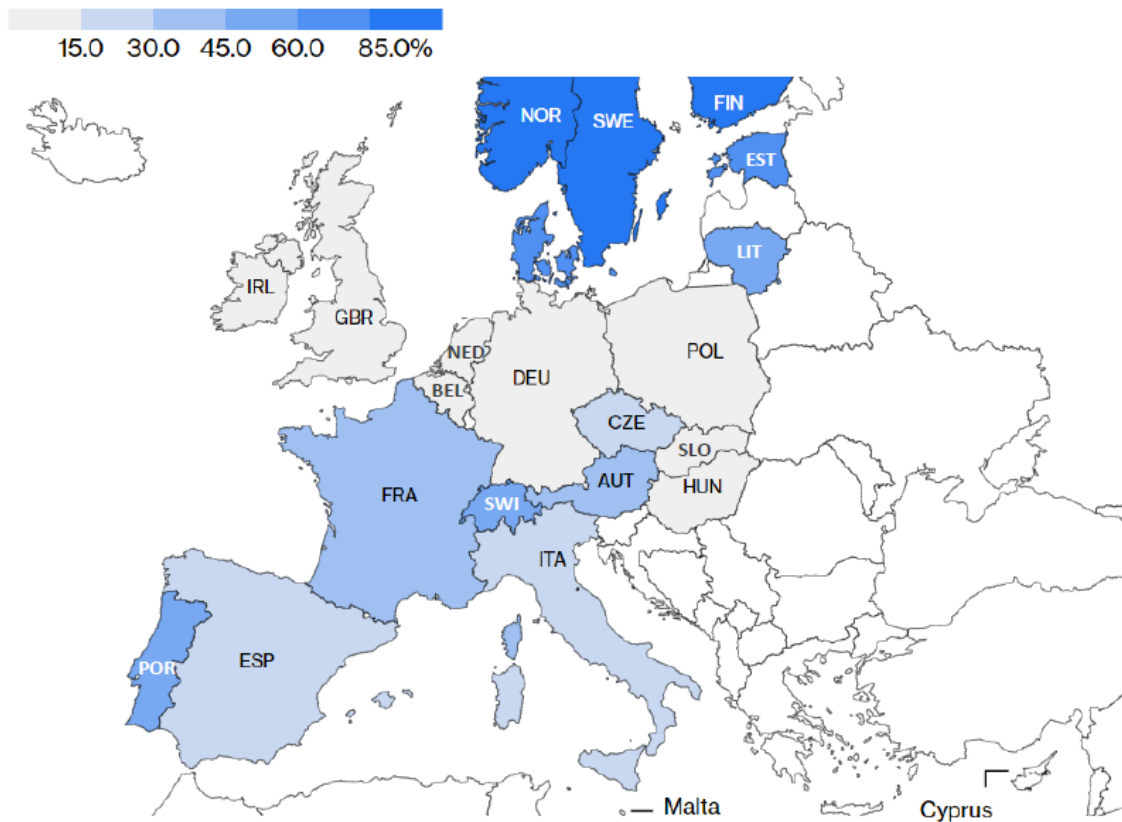 15.0 30.0 45.0 60.0 85.0%
NOR
SWE
FIN
EST
LIT
IRL
GBR
NED
BEL
DEU
POL
CZE
SLO
AUT
HUN
FRA
SWI
ITA
POR
ESP
Malta
Cyprus